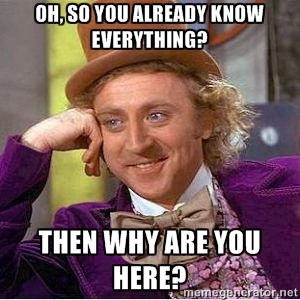 OH, SO YOU ALREADY KNOW
EVERYTHING?
THEN WHY ARE YOU
HERE?
memegenerator.net